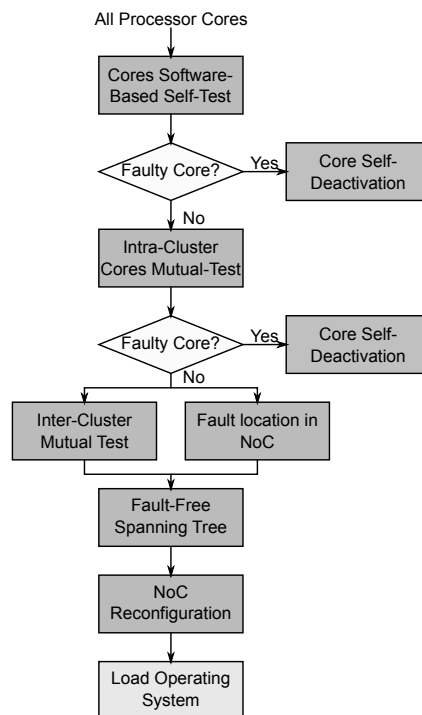 All Processor Cores
Cores Software-
Based Self-Test
Faulty Core?
Yes
Core Self-
Deactivation
No
Intra-Cluster
Cores Mutual-Test
Faulty Core?
Yes
Core Self-
Deactivation
No
Inter-Cluster
Mutual Test
Fault location in
NoC
Fault-Free
Spanning Tree
NoC
Reconfiguration
Load Operating
System